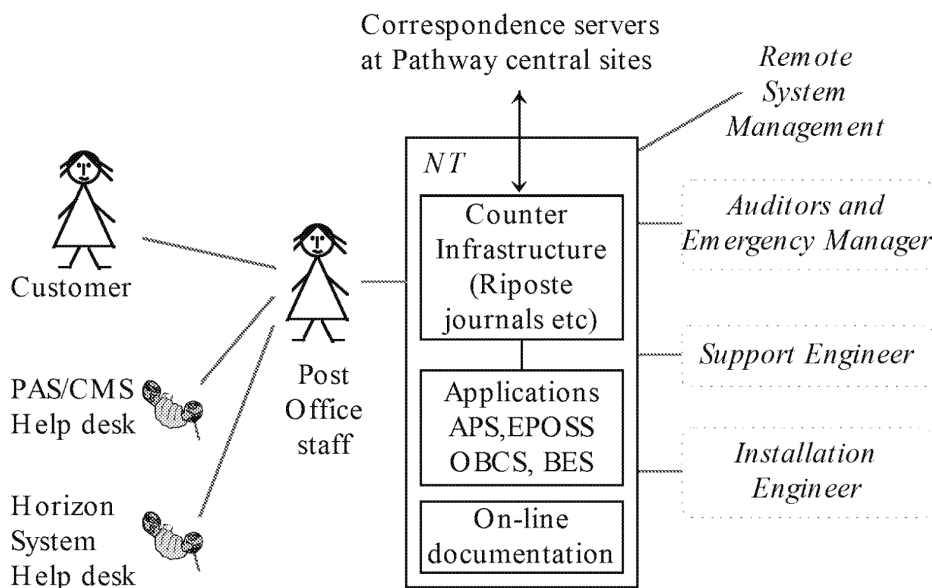 Correspondence servers
at Pathway central sites
Remote
System
Management
NT
Counter
Infrastructure
(Riposte
journals etc)
Auditors and
Emergency Manager
Customer
Post
Office
staff
Support Engineer
PAS/CMS
Help desk
Applications
APS,EPOSS
OBCS, BES
Installation
Engineer
Horizon
System
Help desk
On-line
documentation